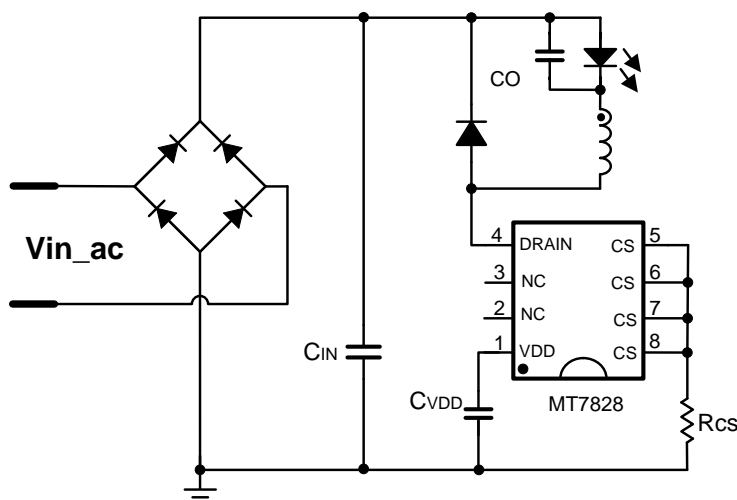 CO
Vin_ac
4 DRAIN CS 5
3 NC CS 6
2 NC CS 7
1 VDD CS 8
CIN
CVDD
MT7828
Rcs